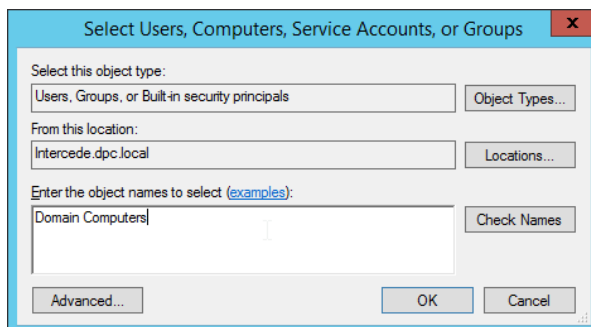 Select Users, Computers, Service Accounts, or Groups
x
Select this object type:
Users, Groups, or Built-in security principals
Object Types...
From this location:
Intercede.dpc.local
Locations...
Enter the object names to select (examples):
Domain Computers
Check Names
Advanced...
OK
Cancel